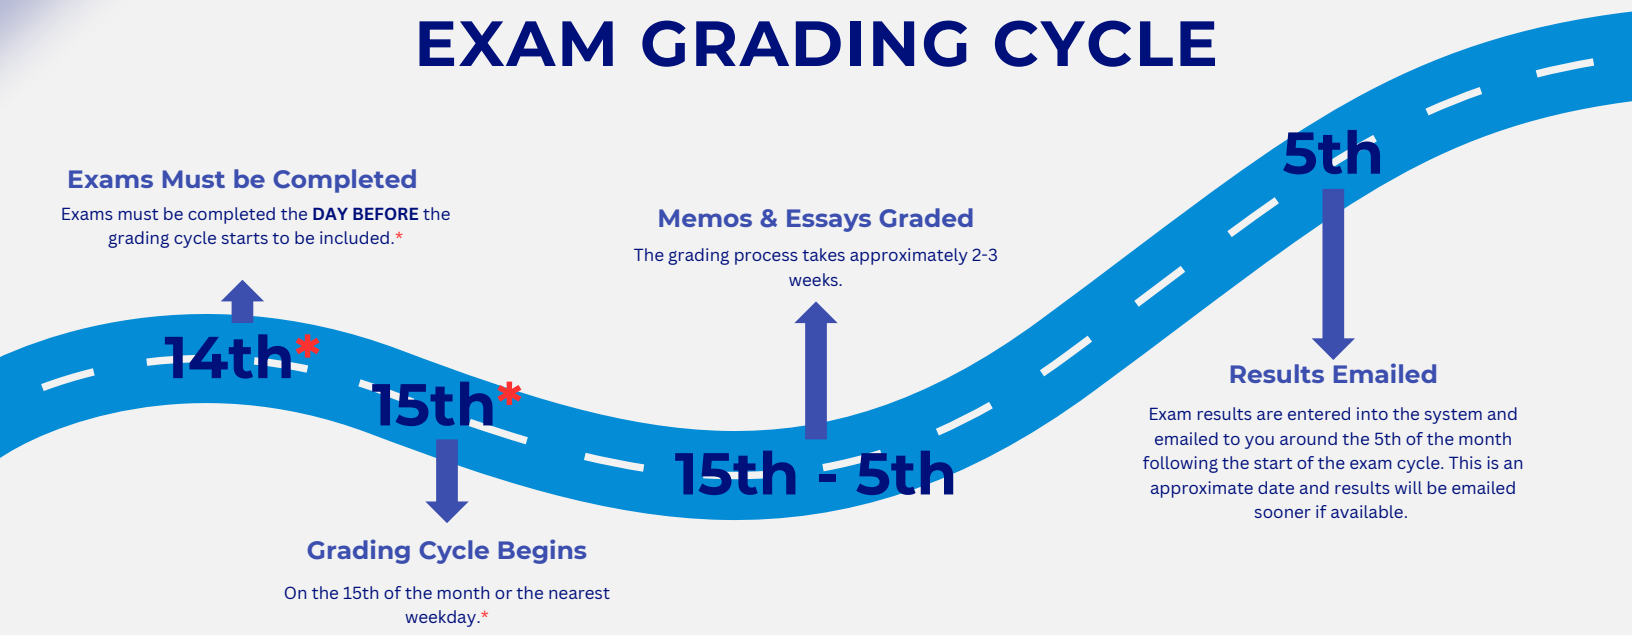 EXAM GRADING CYCLE
Exams Must be Completed
Exams must be completed the DAY BEFORE the
grading cycle starts to be included.*
14th*
15th*
Grading Cycle Begins
On the 15th of the month or the nearest
weekday.*
Memos & Essays Graded
The grading process takes approximately 2-3
weeks.
15th - 5th
5th
Results Emailed
Exam results are entered into the system and
emailed to you around the 5th of the month
following the start of the exam cycle. This is an
approximate date and results will be emailed
sooner if available.